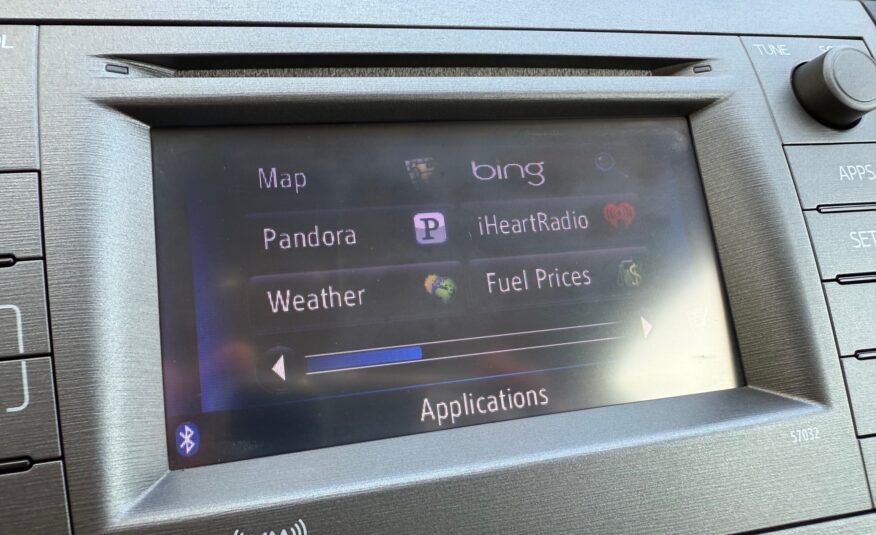 TUNE
Map
bing
APPS
Pandora
P
iHeartRadio
SET
Weather
Fuel Prices
Applications
57032